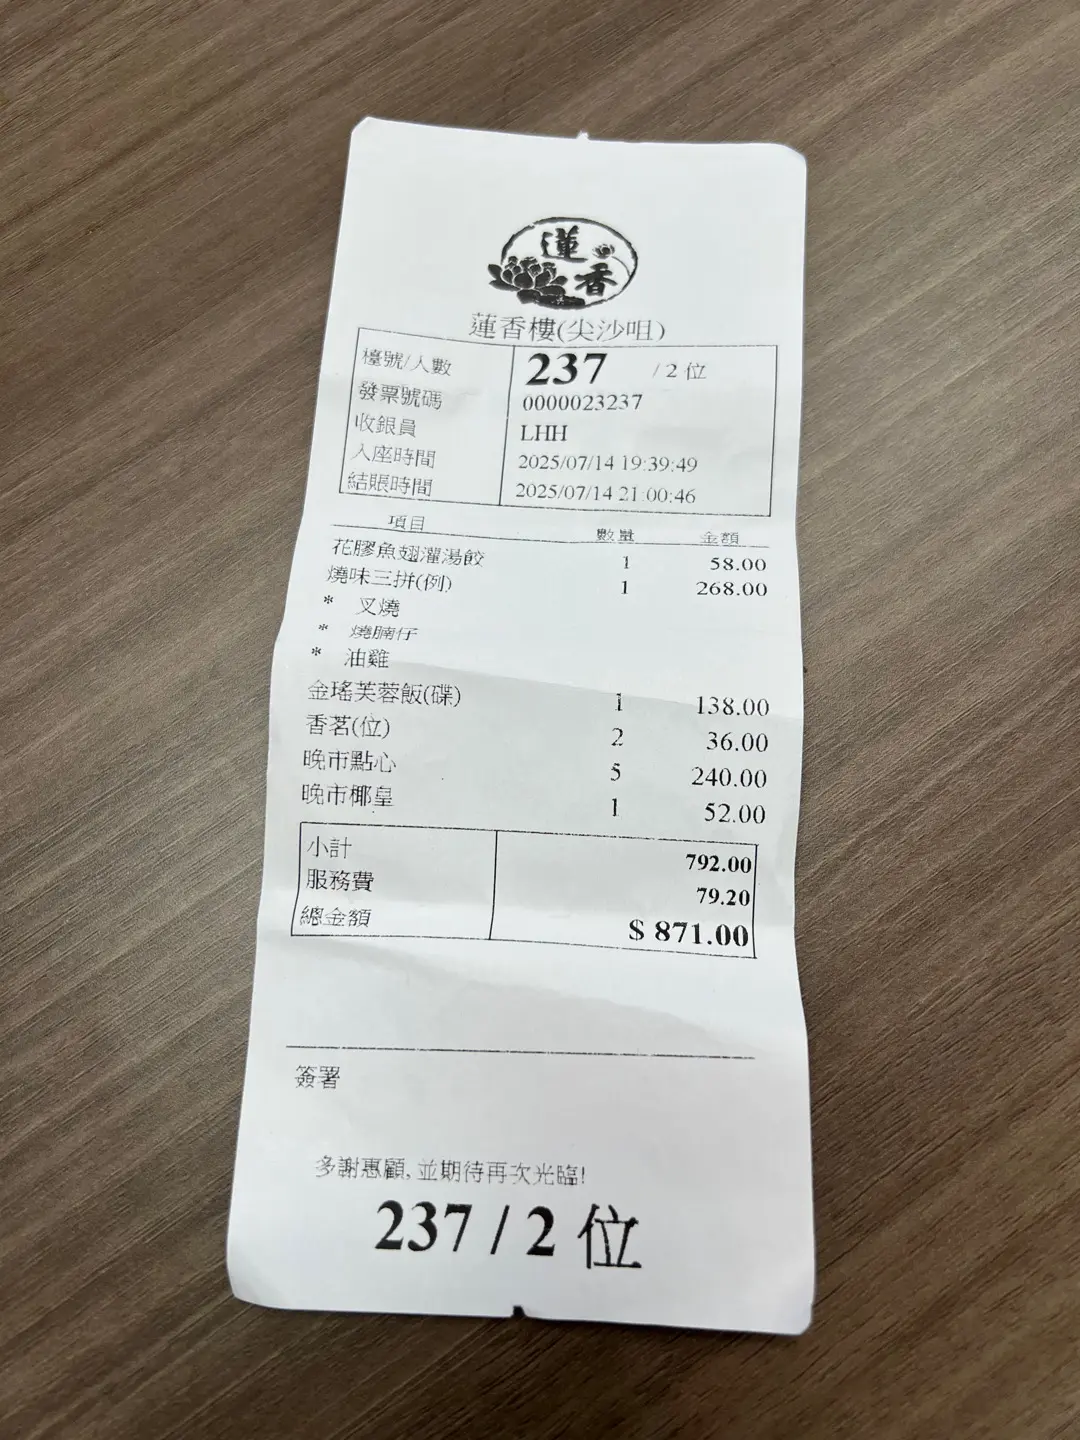 蓮香
蓮香樓(尖沙咀)
檯號/人數 237 / 2 位
發票號碼 0000023237
收銀員 LHH
入座時間 2025/07/14 19:39:49
結賬時間 2025/07/14 21:00:46
項目 數量 金額
花膠魚翅灌湯餃 1 58.00
燒味三拼(例) 1 268.00
* 叉燒
* 燒腩仔
* 油雞
金瑤芙蓉飯(碟) 1 138.00
香茗(位) 2 36.00
晚市點心 5 240.00
晚市椰皇 1 52.00
小計 792.00
服務費 79.20
總金額 $ 871.00
簽署
多謝惠顧, 並期待再次光臨!
237 / 2 位